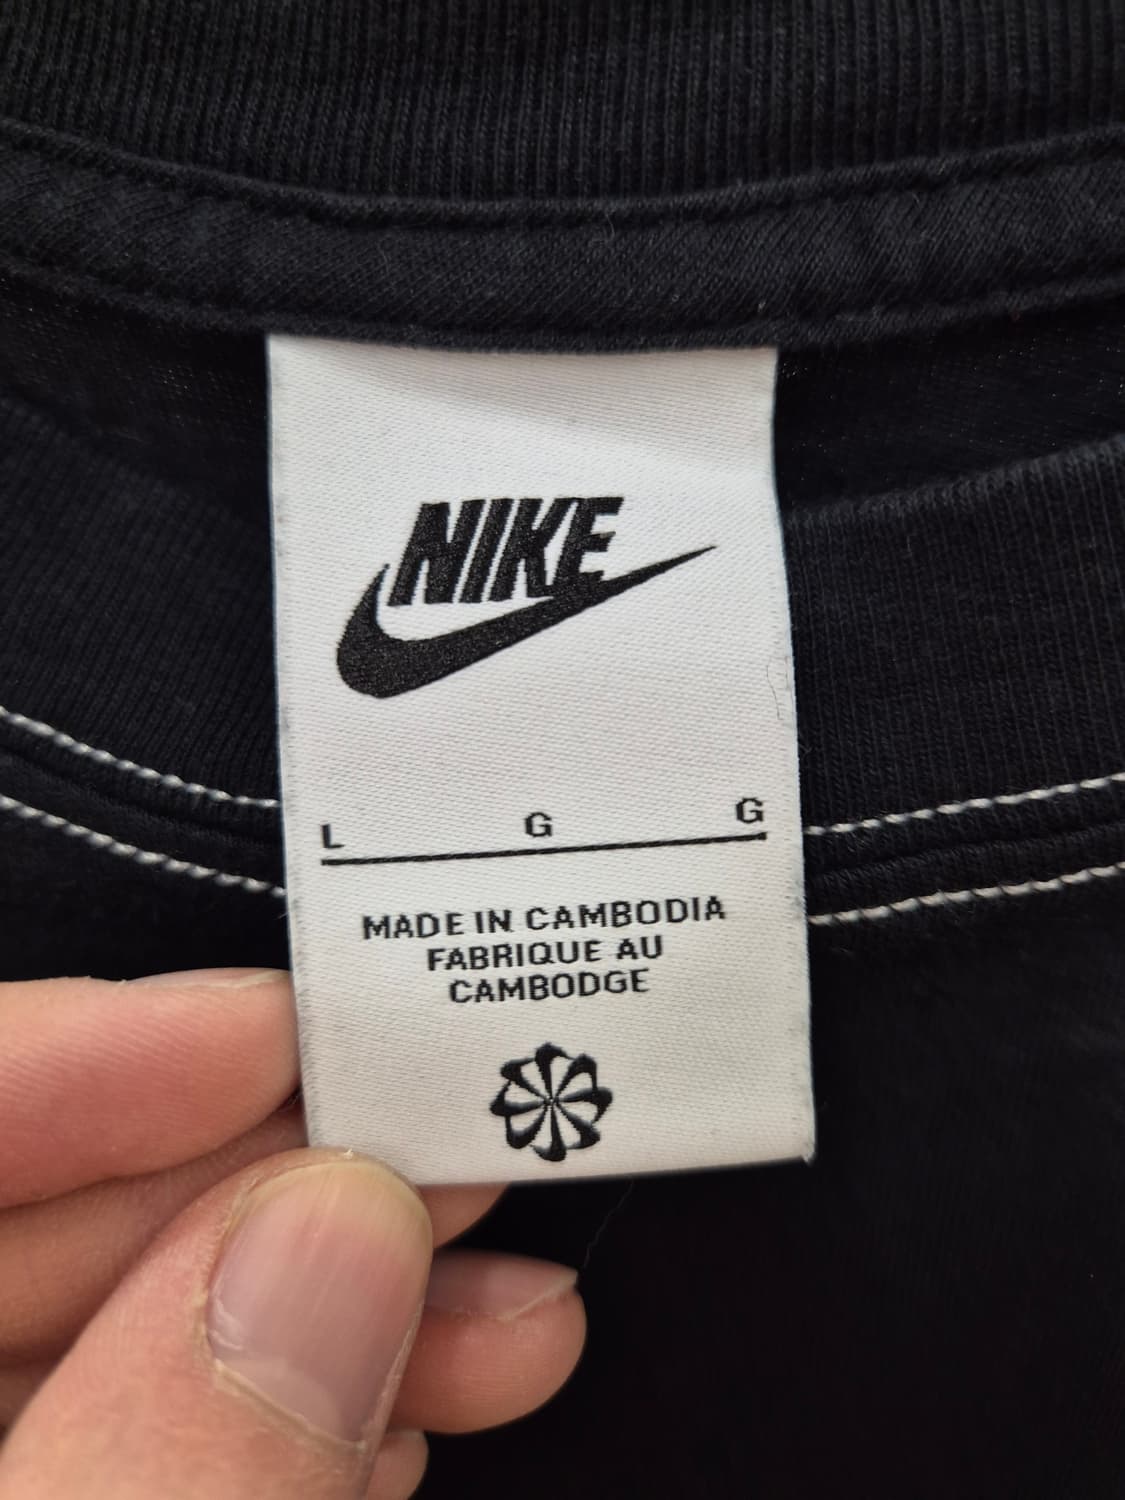 NIKE
L G G
MADE IN CAMBODIA
FABRIQUE AU
CAMBODGE